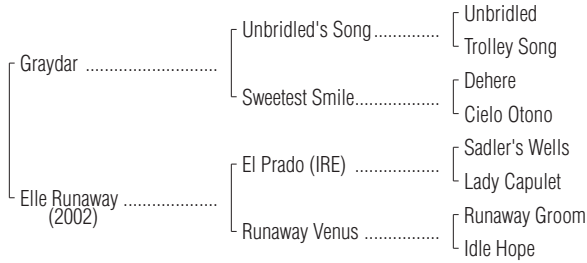 Unbridled
Unbridled's Song
Trolley Song
Graydar
Dehere
Sweetest Smile
Cielo Otono
Sadler's Wells
El Prado (IRE)
Lady Capulet
Elle Runaway
(2002)
Runaway Groom
Runaway Venus
Idle Hope